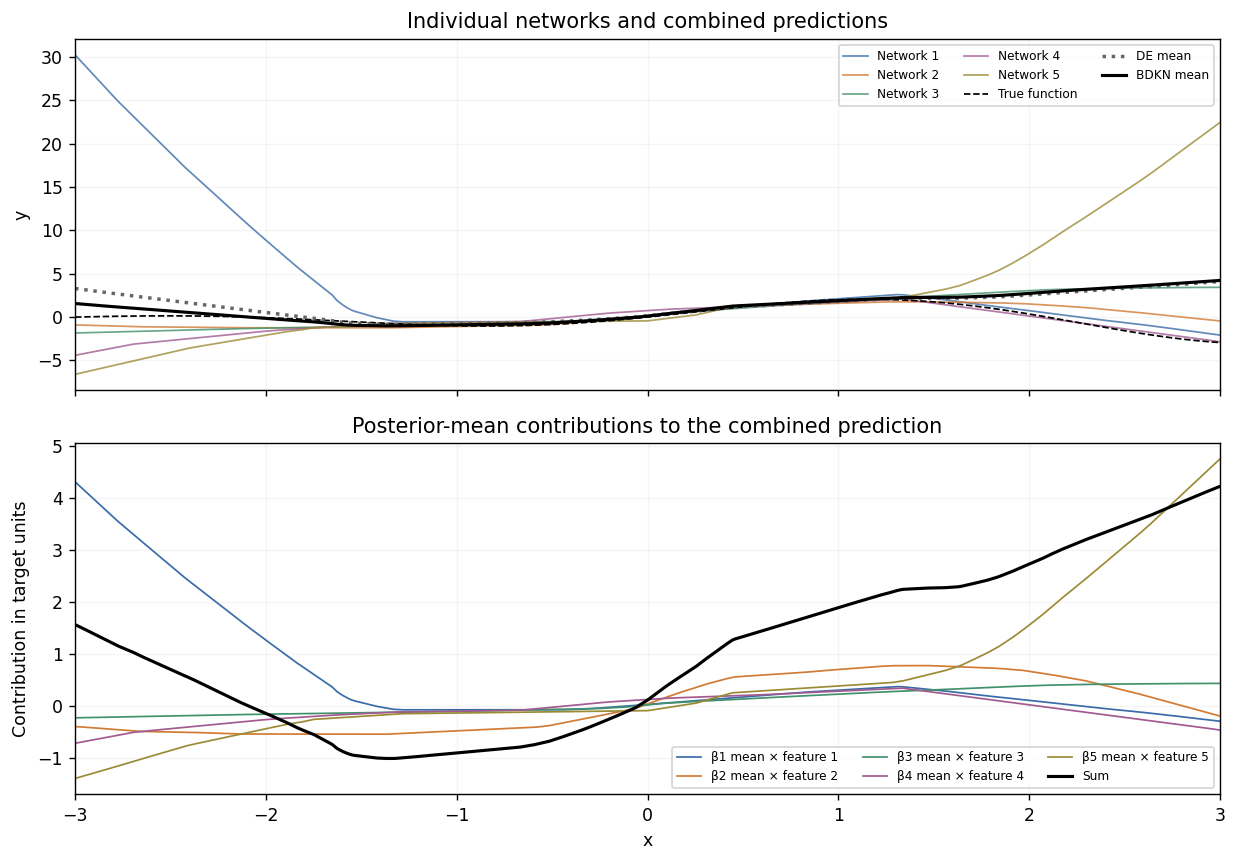 Individual networks and combined predictions
30
25
20
15
10
5
0
−5
y
Network 1
Network 2
Network 3
Network 4
Network 5
True function
DE mean
BDKN mean
Posterior-mean contributions to the combined prediction
5
4
3
2
1
0
−1
Contribution in target units
β1 mean × feature 1
β2 mean × feature 2
β3 mean × feature 3
β4 mean × feature 4
β5 mean × feature 5
Sum
−3
−2
−1
0
1
2
3
x